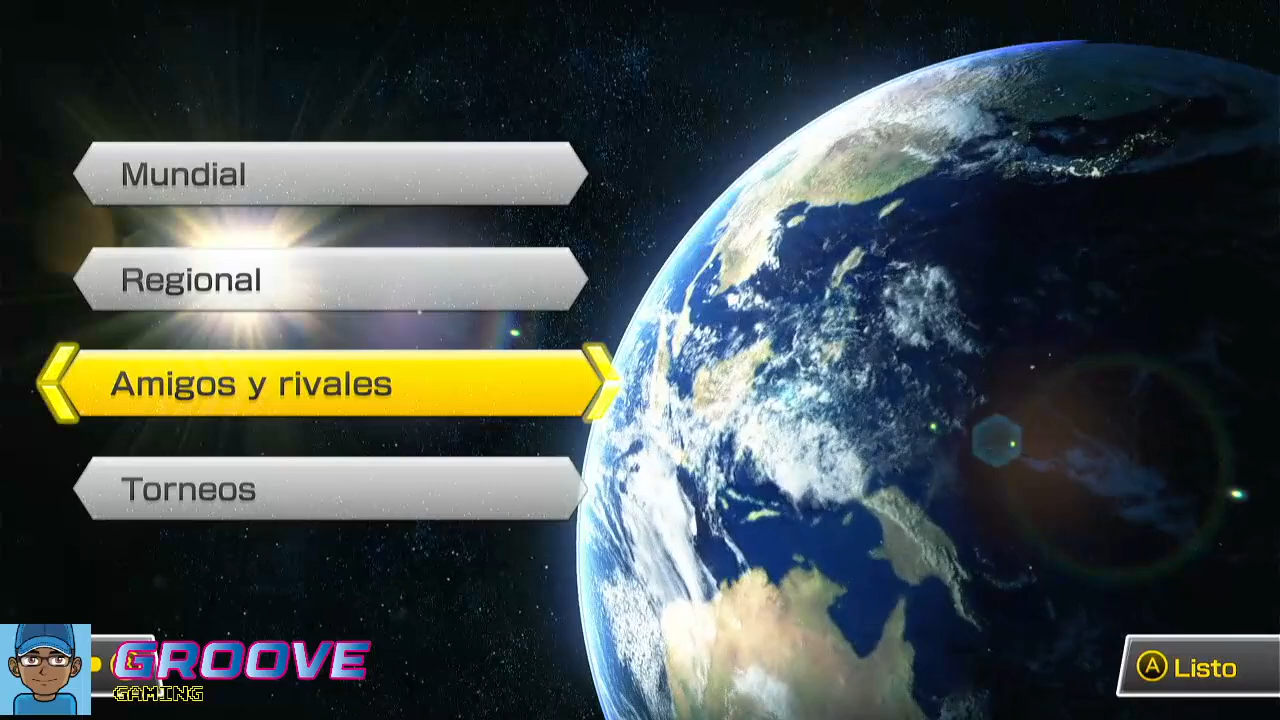 Mundial
Regional
Amigos y rivales
Torneos
GROOVE
GAMING
A Listo